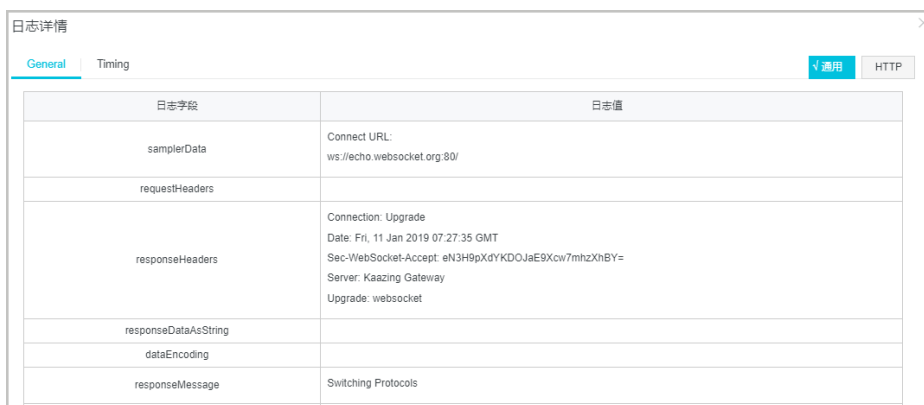 日志详情
General
Timing
√通用
HTTP
日志字段
日志值
samplerData
Connect URL:
ws://echo.websocket.org:80/
requestHeaders
responseHeaders
Connection: Upgrade
Date: Fri, 11 Jan 2019 07:27:35 GMT
Sec-WebSocket-Accept: eN3H9pXdYKDOJaE9Xcw7mhzXhBY=
Server: Kaazing Gateway
Upgrade: websocket
responseDataAsString
dataEncoding
responseMessage
Switching Protocols